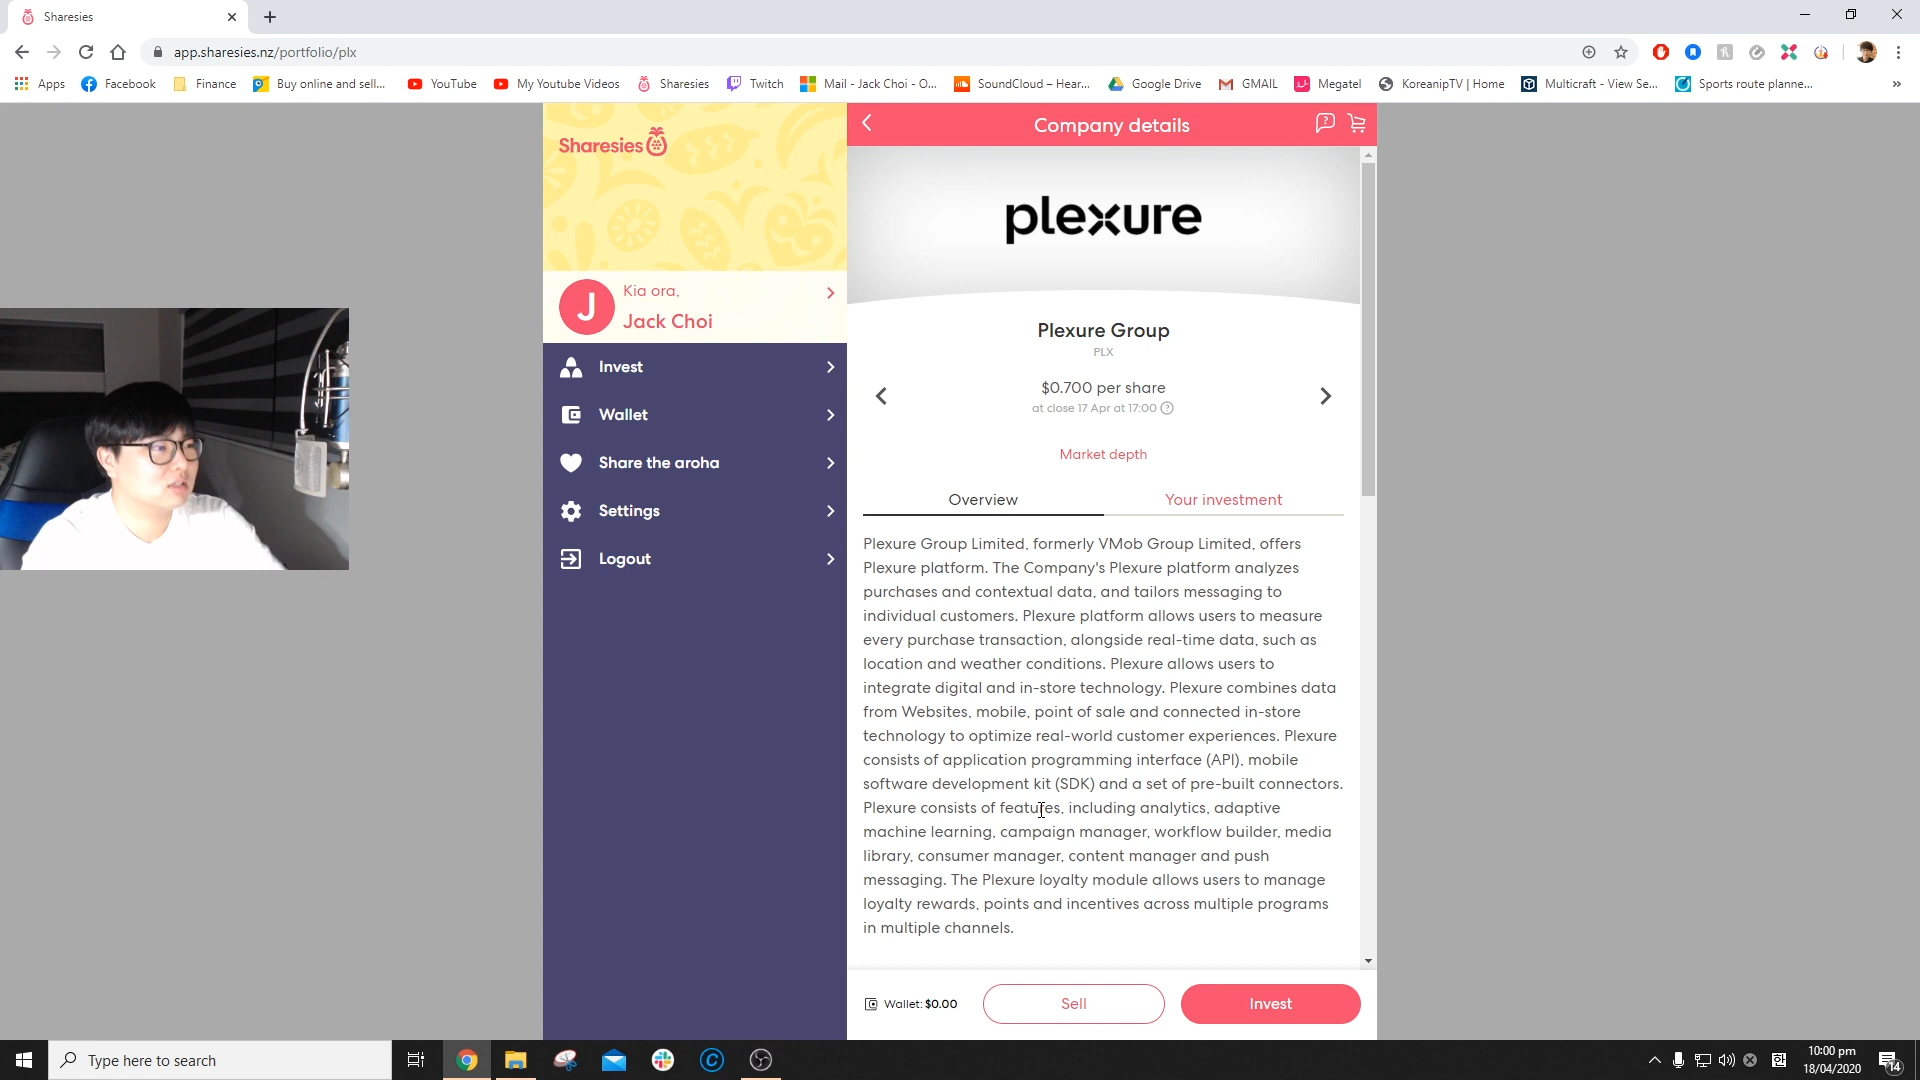 Sharesies
app.sharesies.nz/portfolio/plx
Apps
Facebook
Finance
Buy online and sell...
YouTube
My Youtube Videos
Sharesies
Twitch
Mail - Jack Choi - O...
SoundCloud – Hear...
Google Drive
GMAIL
Megatel
KoreanipTV | Home
Multicraft - View Se...
Sports route planne...
»
Sharesies
J
Kia ora,
Jack Choi
Invest
Wallet
Share the aroha
Settings
Logout
Company details
plexure
Plexure Group
PLX
$0.700 per share
at close 17 Apr at 17:00
Market depth
Overview
Your investment
Plexure Group Limited, formerly VMob Group Limited, offers
Plexure platform. The Company's Plexure platform analyzes
purchases and contextual data, and tailors messaging to
individual customers. Plexure platform allows users to measure
every purchase transaction, alongside real-time data, such as
location and weather conditions. Plexure allows users to
integrate digital and in-store technology. Plexure combines data
from Websites, mobile, point of sale and connected in-store
technology to optimize real-world customer experiences. Plexure
consists of application programming interface (API), mobile
software development kit (SDK) and a set of pre-built connectors.
Plexure consists of features, including analytics, adaptive
machine learning, campaign manager, workflow builder, media
library, consumer manager, content manager and push
messaging. The Plexure loyalty module allows users to manage
loyalty rewards, points and incentives across multiple programs
in multiple channels.
Wallet: $0.00
Sell
Invest
Type here to search
10:00 pm
18/04/2020
14